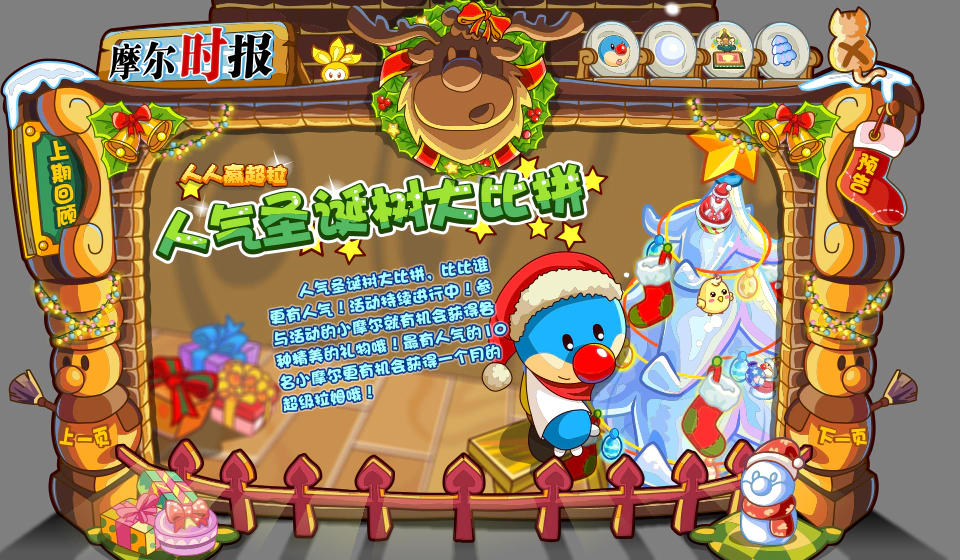 摩尔时报
上期回顾
预告
人人赢超拉
人气圣诞树大比拼
人气圣诞树大比拼，比比谁
更有人气！活动持续进行中！参
与活动的小摩尔就有机会获得各
种精美的礼物哦！最有人气的10
名小摩尔更有机会获得一个月的
超级拉姆哦！
上一页
下一页